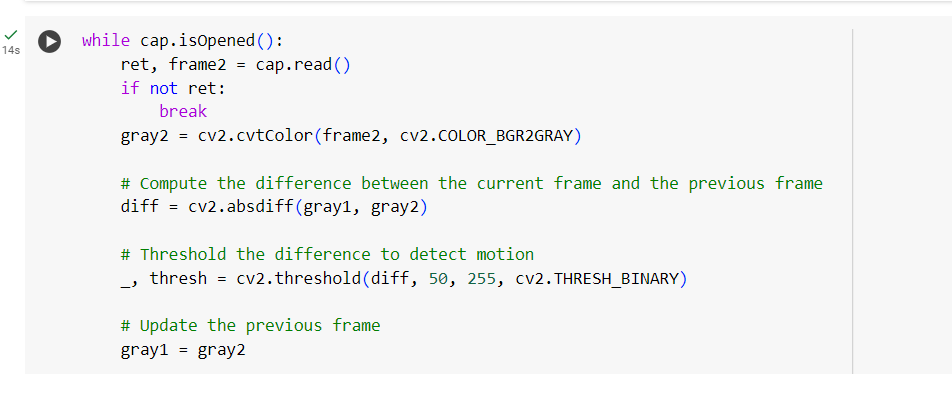 while cap.isOpened():
14s
ret, frame2 = cap.read()
if not ret:
break
gray2 = cv2.cvtColor(frame2, cv2.COLOR_BGR2GRAY)
# Compute the difference between the current frame and the previous frame
diff = cv2.absdiff(gray1, gray2)
# Threshold the difference to detect motion
_, thresh = cv2.threshold(diff, 50, 255, cv2.THRESH_BINARY)
# Update the previous frame
gray1 = gray2